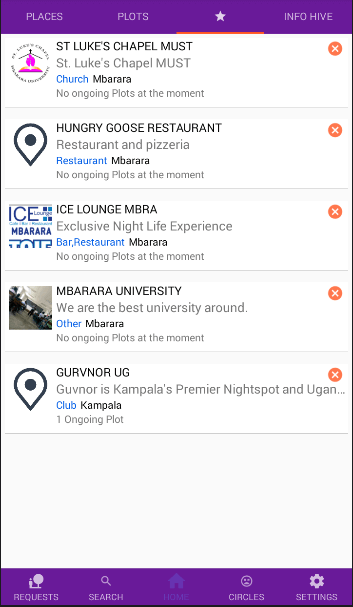 PLACES PLOTS INFO HIVE
ST LUKE'S CHAPEL MUST
St. Luke's Chapel MUST
Church Mbarara
No ongoing Plots at the moment
HUNGRY GOOSE RESTAURANT
Restaurant and pizzeria
Restaurant Mbarara
No ongoing Plots at the moment
ICE Lounge
MBARARA
ICE LOUNGE MBRA
Exclusive Night Life Experience
Bar,Restaurant Mbarara
No ongoing Plots at the moment
MBARARA UNIVERSITY
We are the best university around.
Other Mbarara
No ongoing Plots at the moment
GURVNOR UG
Guvnor is Kampala's Premier Nightspot and Ugan...
Club Kampala
1 Ongoing Plot
REQUESTS SEARCH HOME CIRCLES SETTINGS